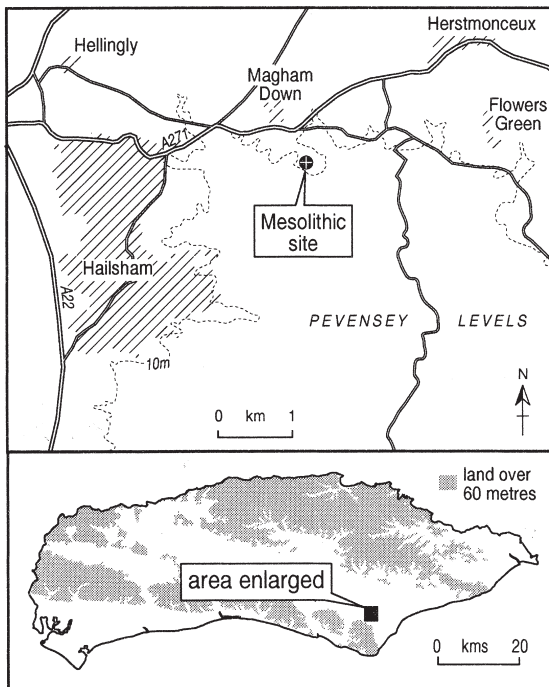 Herstmonceux
Hellingly
Magham
Down
Flowers
Green
A271
Mesolithic
site
Hailsham
A22
PEVENSEY LEVELS
10m
N
0 km 1
land over
60 metres
area enlarged
0 kms 20